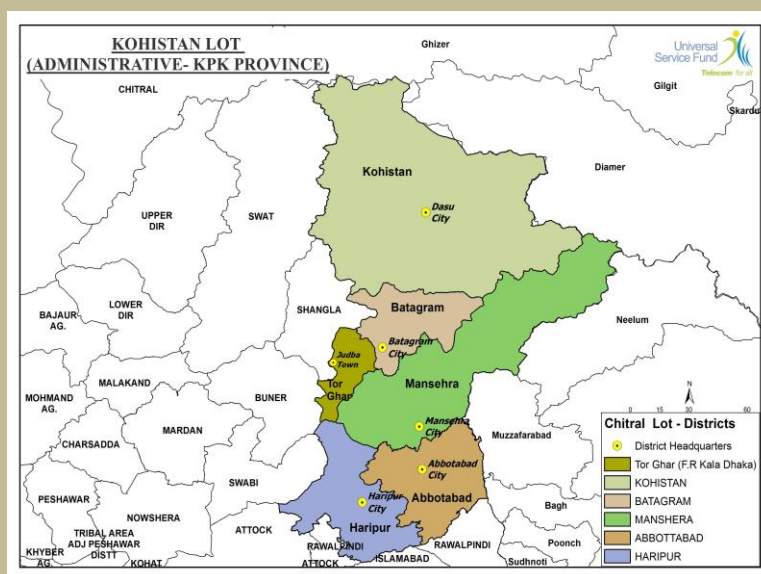 KOHISTAN LOT
(ADMINISTRATIVE- KPK PROVINCE)
Universal
Service Fund
Telecom for all
Ghizer
Gilgit
Skardu
CHITRAL
Diamer
Kohistan
Dasu
City
UPPER
DIR
SWAT
SHANGLA
Batagram
Neelum
BAJAUR
AG.
LOWER
DIR
Batagram
City
Judba
Town
Tor
Ghar
Mansehra
MALAKAND
BUNER
MOHMAND
AG.
MARDAN
CHARSADDA
Mansehra
City
Muzzafarabad
N
0 15 30 60
Chitral Lot - Districts
District Headquarters
Tor Ghar (F.R Kala Dhaka)
KOHISTAN
BATAGRAM
MANSHERA
ABBOTTABAD
HARIPUR
Abbotabad
City
Abbotabad
SWABI
Haripur
City
Haripur
PESHAWAR
NOWSHERA
ATTOCK
Bagh
TRIBAL AREA
ADJ PESHAWAR
DISTT
KHYBER
AG.
KOHAT
RAWALPINDI
ATTOCK
ISLAMABAD
RAWALPINDI
Poonch
Sudhnoti